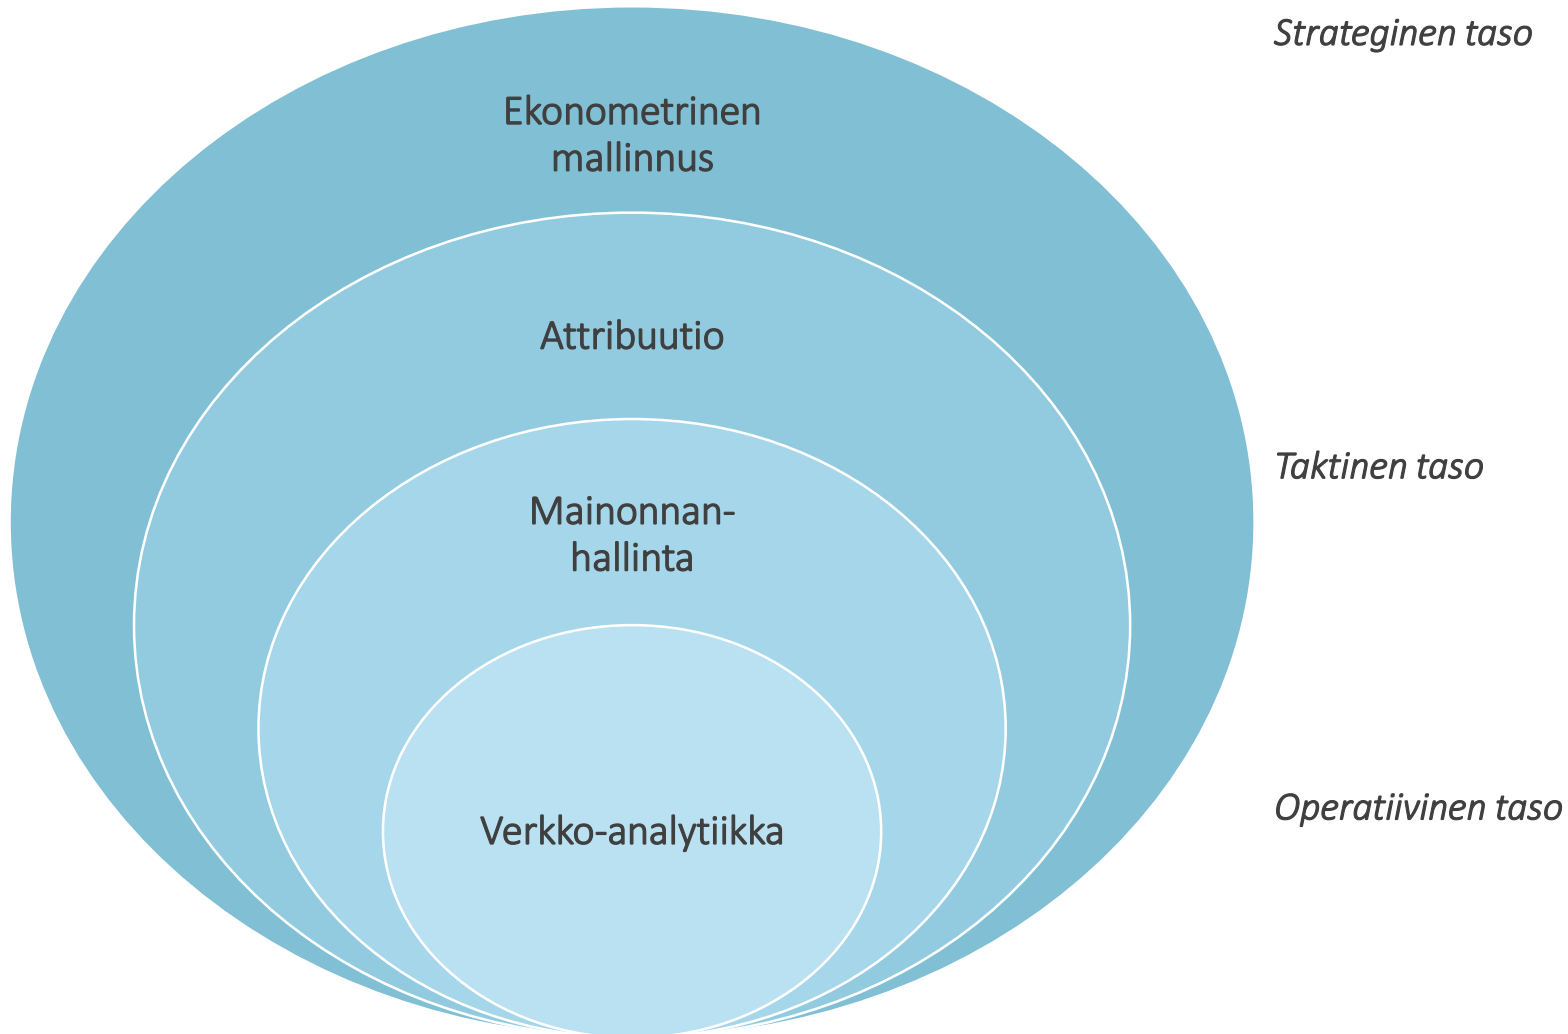 Strateginen taso
Ekonometrinen
mallinnus
Attribuutio
Taktinen taso
Mainonnan-
hallinta
Operatiivinen taso
Verkko-analytiikka